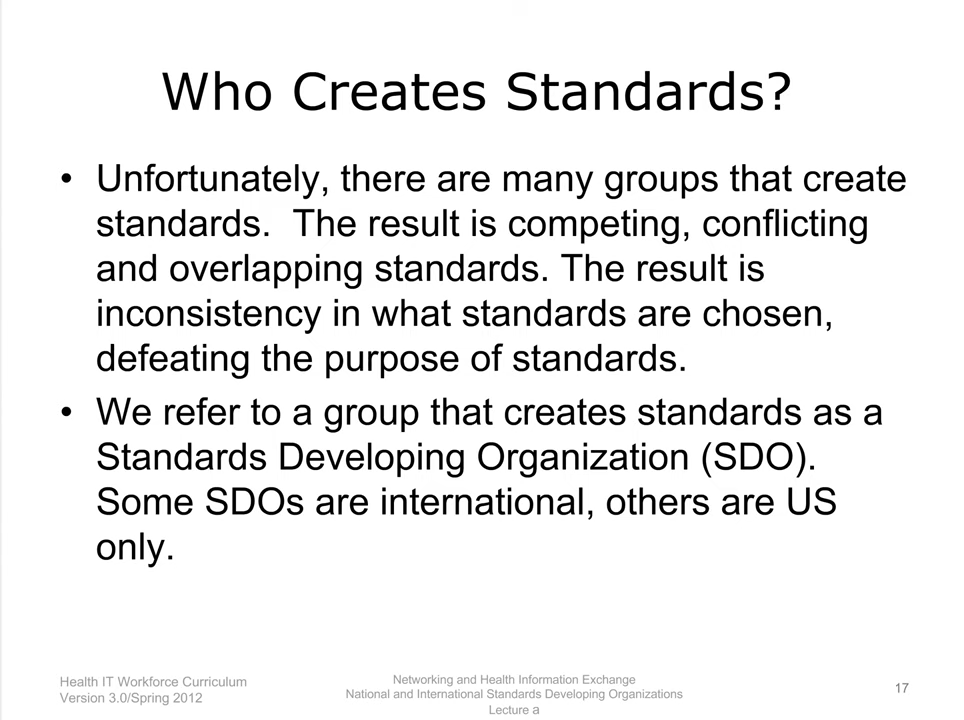 Who Creates Standards?
• Unfortunately, there are many groups that create
standards.  The result is competing, conflicting
and overlapping standards. The result is
inconsistency in what standards are chosen,
defeating the purpose of standards.
• We refer to a group that creates standards as a
Standards Developing Organization (SDO).
Some SDOs are international, others are US
only.
Health IT Workforce Curriculum
Version 3.0/Spring 2012
Networking and Health Information Exchange
National and International Standards Developing Organizations
Lecture a
17